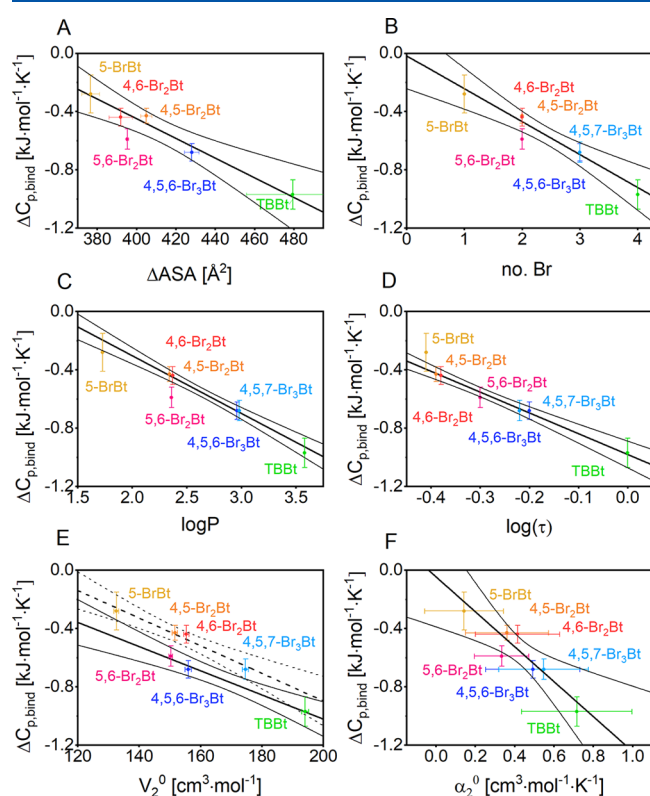 A
0.0
-0.4
-0.8
-1.2
ΔC_p,bind [kJ·mol⁻¹·K⁻¹]
5-BrBt
4,6-Br₂Bt
4,5-Br₂Bt
5,6-Br₂Bt
4,5,6-Br₃Bt
TBBt
380 400 420 440 460 480
ΔASA [Å²]
B
0.0
-0.4
-0.8
-1.2
ΔC_p,bind [kJ·mol⁻¹·K⁻¹]
4,6-Br₂Bt
4,5-Br₂Bt
5-BrBt
4,5,7-Br₃Bt
5,6-Br₂Bt
4,5,6-Br₃Bt
TBBt
0 1 2 3 4
no. Br
C
0.0
-0.4
-0.8
-1.2
ΔC_p,bind [kJ·mol⁻¹·K⁻¹]
4,6-Br₂Bt
4,5-Br₂Bt
5-BrBt
4,5,7-Br₃Bt
5,6-Br₂Bt
4,5,6-Br₃Bt
TBBt
1.5 2.0 2.5 3.0 3.5
logP
D
0.0
-0.4
-0.8
-1.2
ΔC_p,bind [kJ·mol⁻¹·K⁻¹]
5-BrBt
4,5-Br₂Bt
5,6-Br₂Bt
4,5,7-Br₃Bt
4,6-Br₂Bt
4,5,6-Br₃Bt
TBBt
-0.4 -0.3 -0.2 -0.1 0.0
log(τ)
E
0.0
-0.4
-0.8
-1.2
ΔC_p,bind [kJ·mol⁻¹·K⁻¹]
5-BrBt
4,5-Br₂Bt
4,6-Br₂Bt
4,5,7-Br₃Bt
5,6-Br₂Bt
4,5,6-Br₃Bt
TBBt
120 140 160 180 200
V₂⁰ [cm³·mol⁻¹]
F
0.0
-0.4
-0.8
-1.2
ΔC_p,bind [kJ·mol⁻¹·K⁻¹]
5-BrBt
4,5-Br₂Bt
4,6-Br₂Bt
5,6-Br₂Bt
4,5,7-Br₃Bt
4,5,6-Br₃Bt
TBBt
0.0 0.2 0.4 0.6 0.8 1.0
α₂⁰ [cm³·mol⁻¹·K⁻¹]